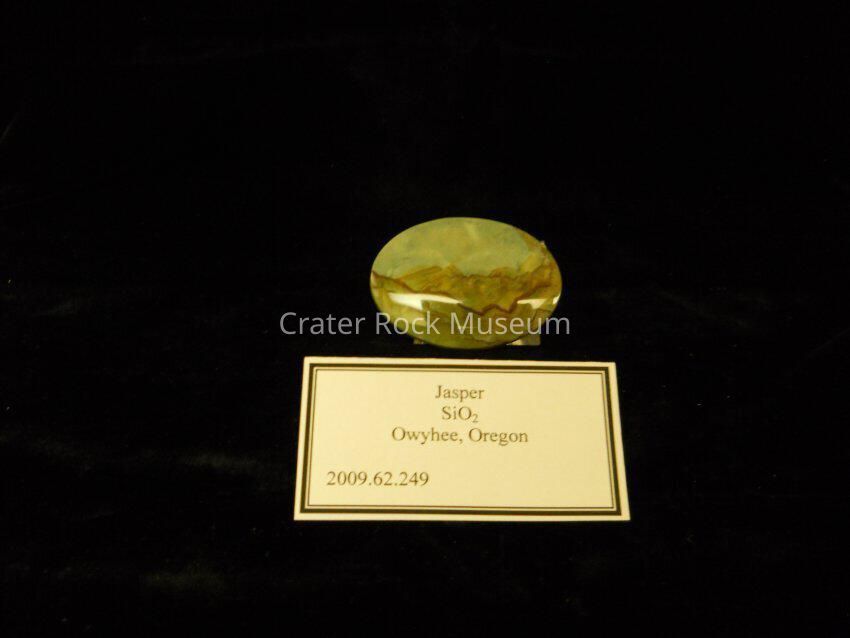 Crater Rock Museum
Jasper
SiO₂
Owyhee, Oregon
2009.62.249